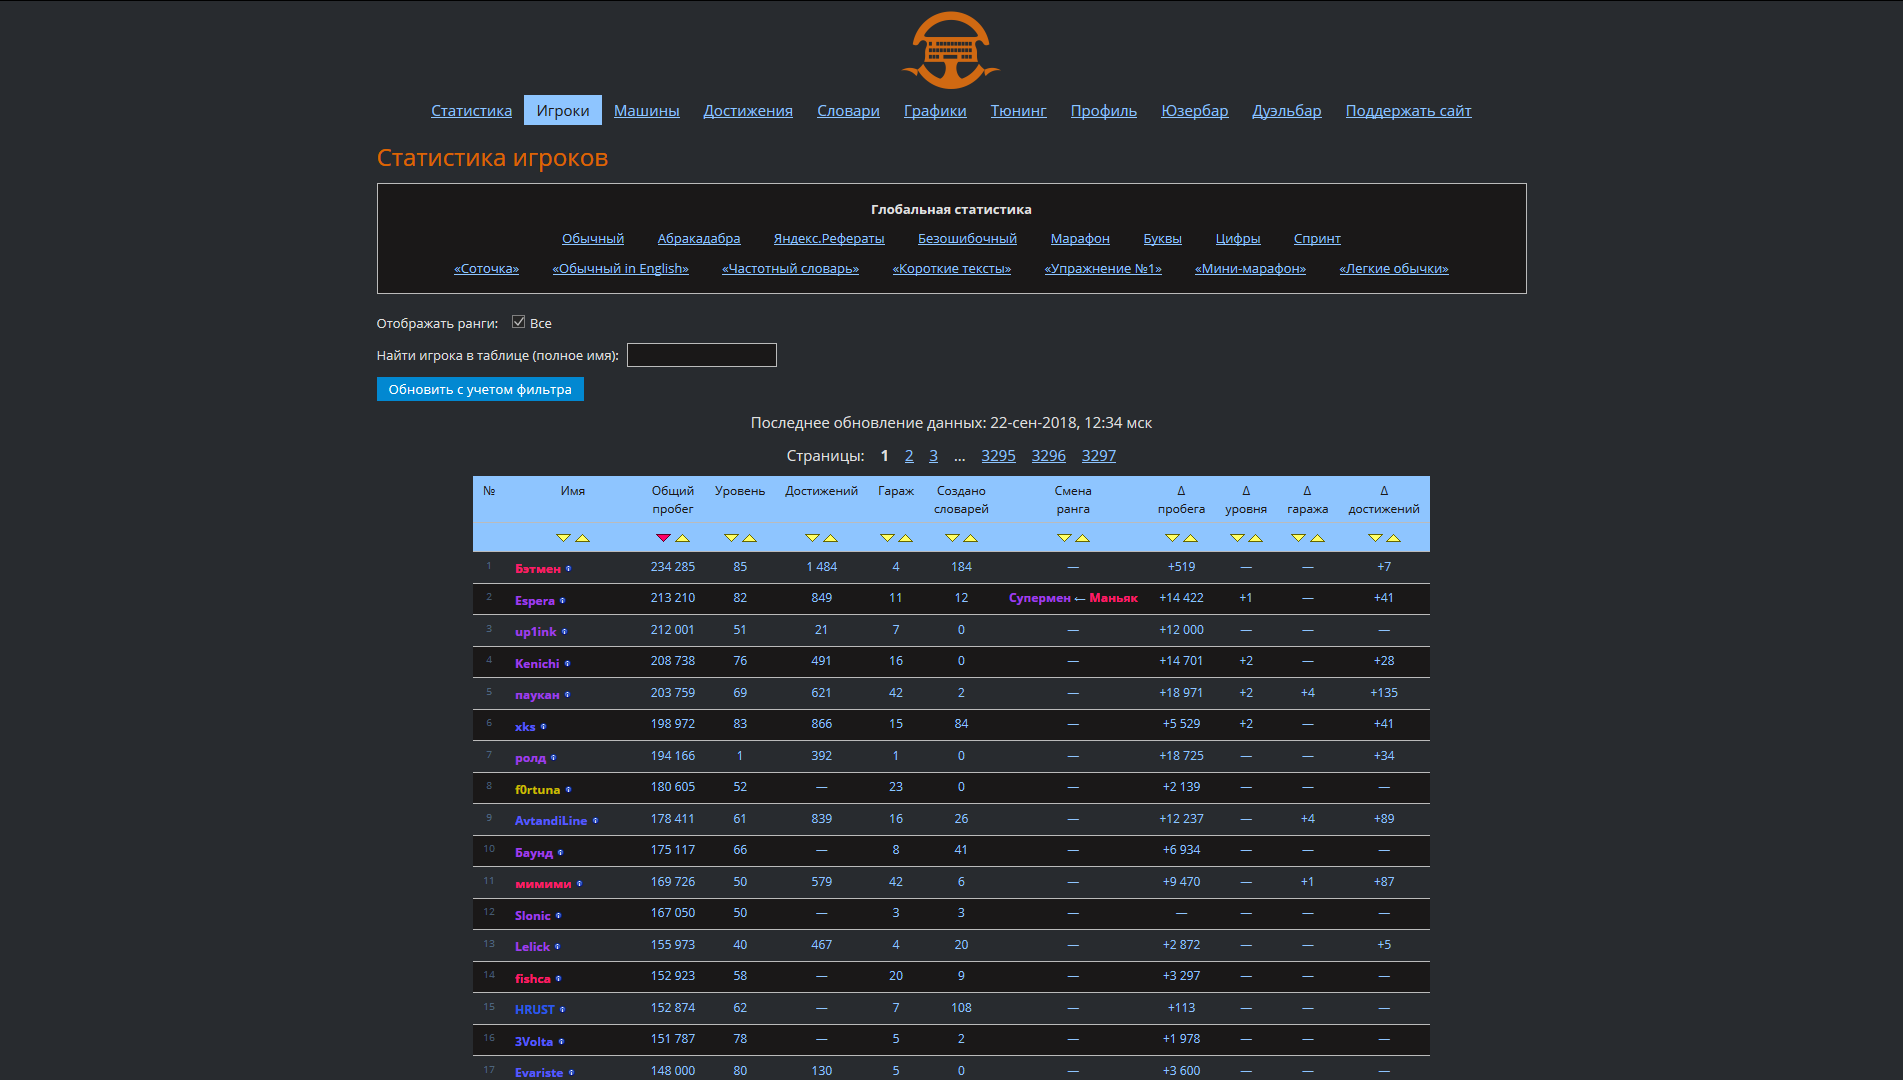 Статистика Игроки Машины Достижения Словари Графики Тюнинг Профиль Юзербар Дуэльбар Поддержать сайт
Статистика игроков
Глобальная статистика
Обычный Абракадабра Яндекс.Рефераты Безошибочный Марафон Буквы Цифры Спринт
«Соточка» «Обычный in English» «Частотный словарь» «Короткие тексты» «Упражнение №1» «Мини-марафон» «Легкие обычки»
Отображать ранги: Все
Найти игрока в таблице (полное имя):
Обновить с учетом фильтра
Последнее обновление данных: 22-сен-2018, 12:34 мск
Страницы: 1 2 3 ... 3295 3296 3297
№ Имя Общий пробег Уровень Достижений Гараж Создано словарей Смена ранга Δ пробега Δ уровня Δ гаража Δ достижений
1 Бэтмен 234 285 85 1 484 4 184 — +519 — — +7
2 Espera 213 210 82 849 11 12 Супермен ← Маньяк +14 422 +1 — +41
3 up1ink 212 001 51 21 7 0 — +12 000 — — —
4 Kenichi 208 738 76 491 16 0 — +14 701 +2 — +28
5 паукан 203 759 69 621 42 2 — +18 971 +2 +4 +135
6 xks 198 972 83 866 15 84 — +5 529 +2 — +41
7 ролд 194 166 1 392 1 0 — +18 725 — — +34
8 f0rtuna 180 605 52 — 23 0 — +2 139 — — —
9 AvtandiLine 178 411 61 839 16 26 — +12 237 — +4 +89
10 Баунд 175 117 66 — 8 41 — +6 934 — — —
11 мимими 169 726 50 579 42 6 — +9 470 — +1 +87
12 Slonic 167 050 50 — 3 3 — — — — —
13 Lelick 155 973 40 467 4 20 — +2 872 — — +5
14 fishca 152 923 58 — 20 9 — +3 297 — — —
15 HRUST 152 874 62 — 7 108 — +113 — — —
16 3Volta 151 787 78 — 5 2 — +1 978 — — —
17 Evariste 148 000 80 130 5 0 — +3 600 — — —